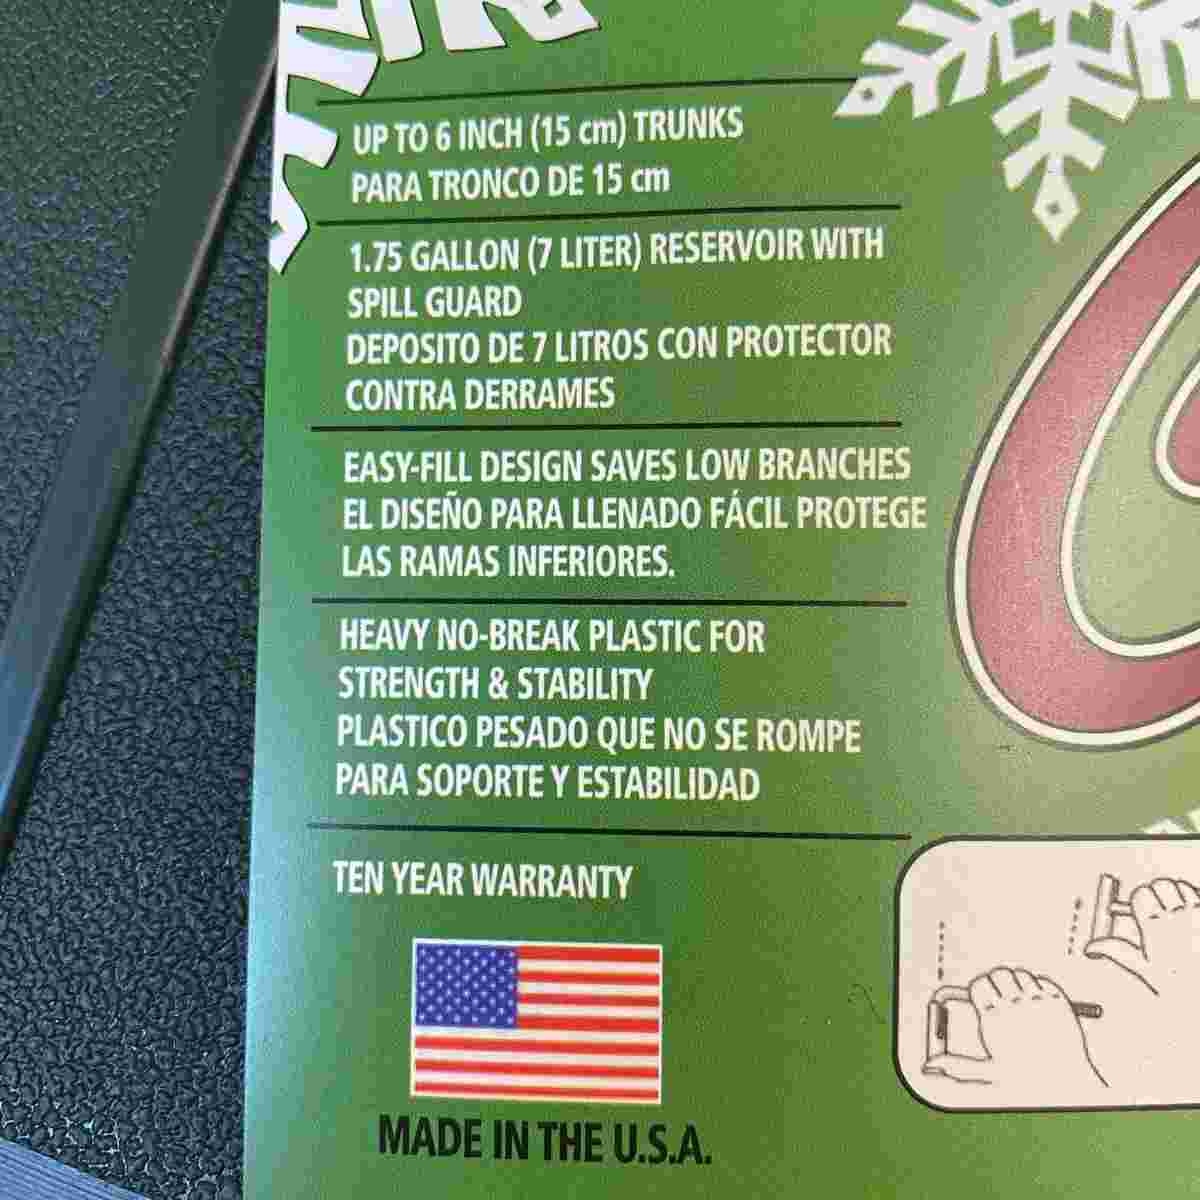 UP TO 6 INCH (15 cm) TRUNKS
PARA TRONCO DE 15 cm
1.75 GALLON (7 LITER) RESERVOIR WITH
SPILL GUARD
DEPOSITO DE 7 LITROS CON PROTECTOR
CONTRA DERRAMES
EASY-FILL DESIGN SAVES LOW BRANCHES
EL DISEÑO PARA LLENADO FÁCIL PROTEGE
LAS RAMAS INFERIORES.
HEAVY NO-BREAK PLASTIC FOR
STRENGTH & STABILITY
PLASTICO PESADO QUE NO SE ROMPE
PARA SOPORTE Y ESTABILIDAD
TEN YEAR WARRANTY
MADE IN THE U.S.A.